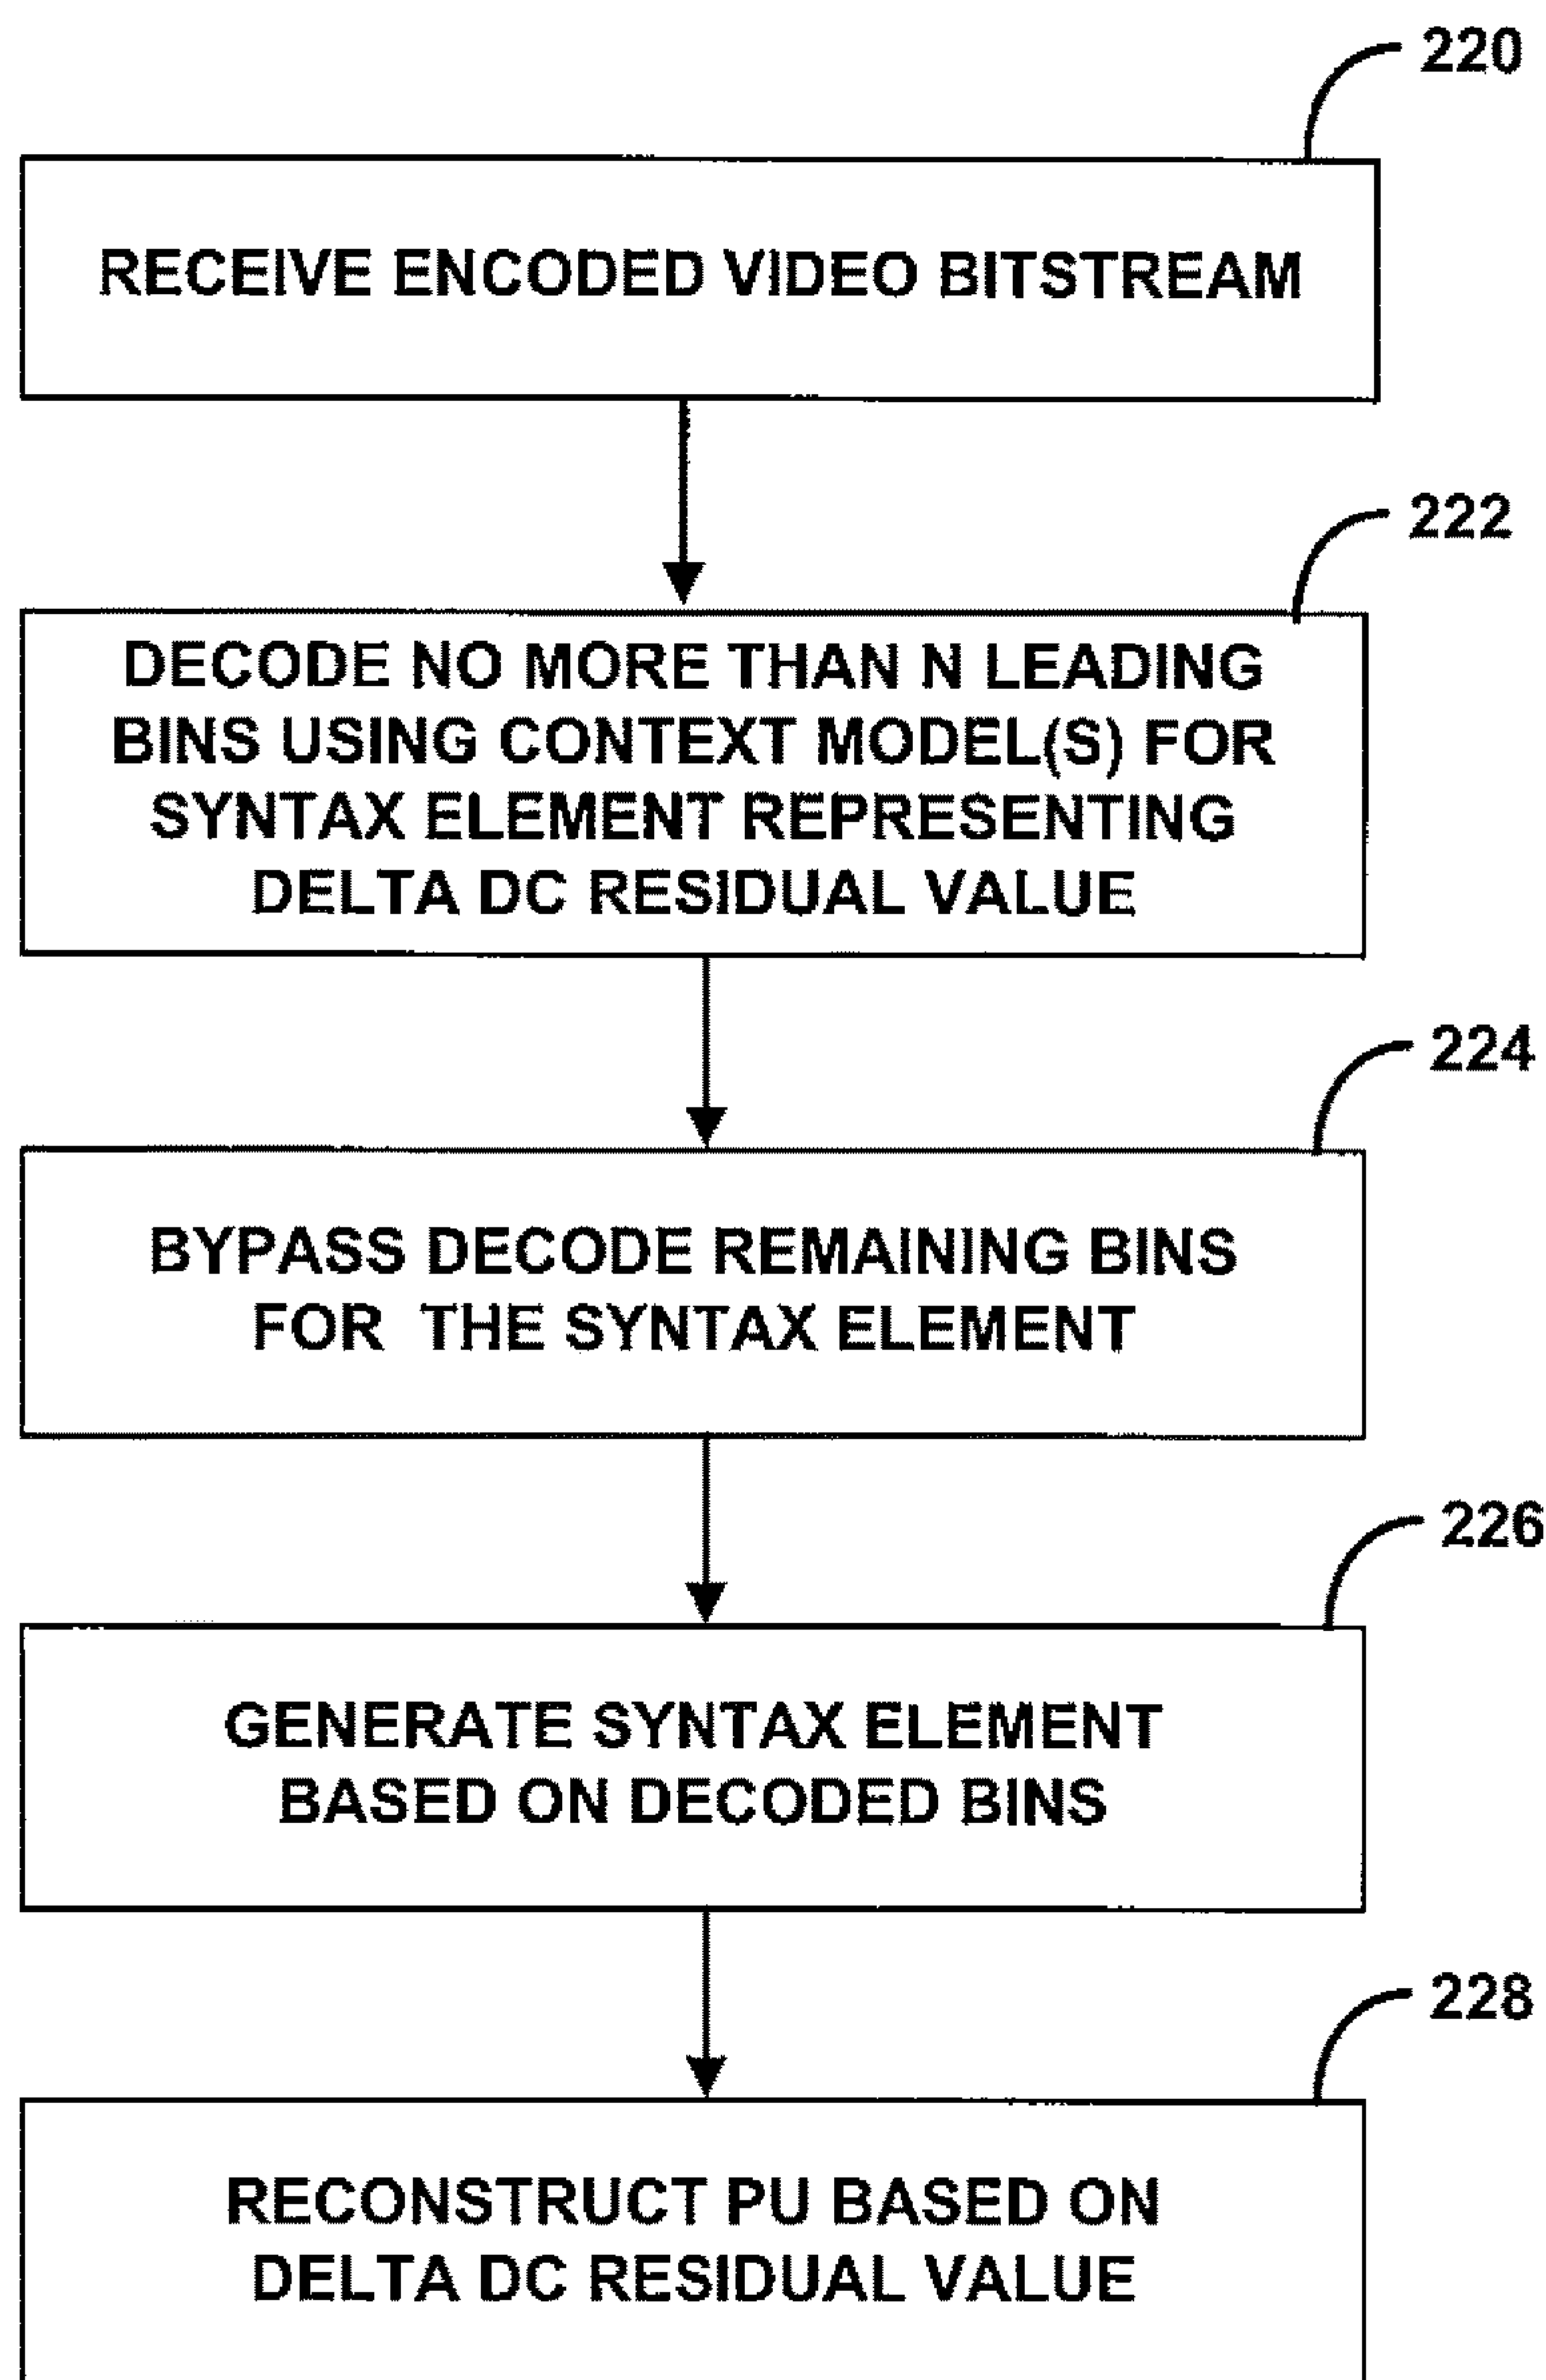 220
RECEIVE ENCODED VIDEO BITSTREAM
222
DECODE NO MORE THAN N LEADING
BINS USING CONTEXT MODEL(S) FOR
SYNTAX ELEMENT REPRESENTING
DELTA DC RESIDUAL VALUE
224
BYPASS DECODE REMAINING BINS
FOR THE SYNTAX ELEMENT
226
GENERATE SYNTAX ELEMENT
BASED ON DECODED BINS
228
RECONSTRUCT PU BASED ON
DELTA DC RESIDUAL VALUE